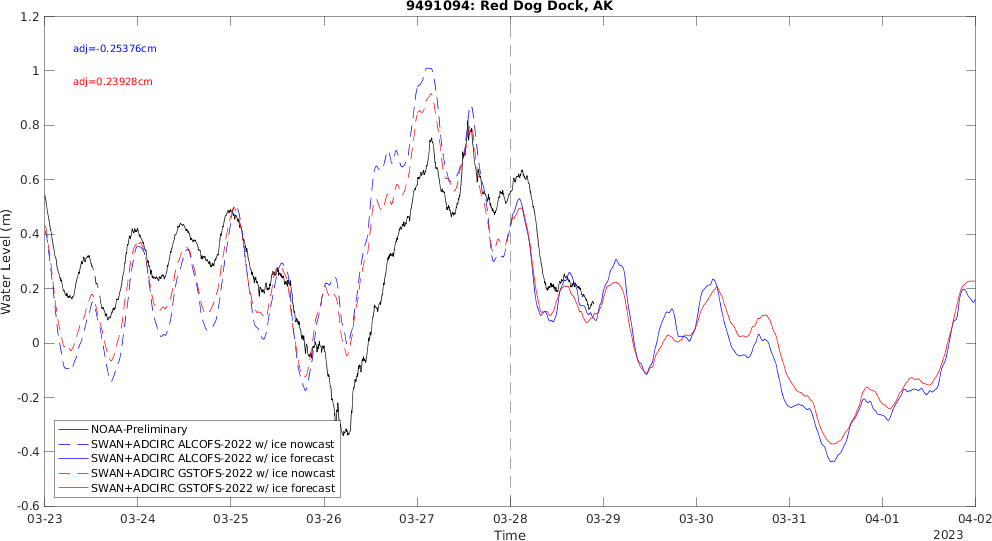 9491094: Red Dog Dock, AK
adj=-0.25376cm
adj=0.23928cm
Water Level (m)
1.2
1
0.8
0.6
0.4
0.2
0
-0.2
-0.4
-0.6
NOAA-Preliminary
SWAN+ADCIRC ALCOFS-2022 w/ ice nowcast
SWAN+ADCIRC ALCOFS-2022 w/ ice forecast
SWAN+ADCIRC GSTOFS-2022 w/ ice nowcast
SWAN+ADCIRC GSTOFS-2022 w/ ice forecast
03-23 03-24 03-25 03-26 03-27 03-28 03-29 03-30 03-31 04-01 04-02
Time
2023